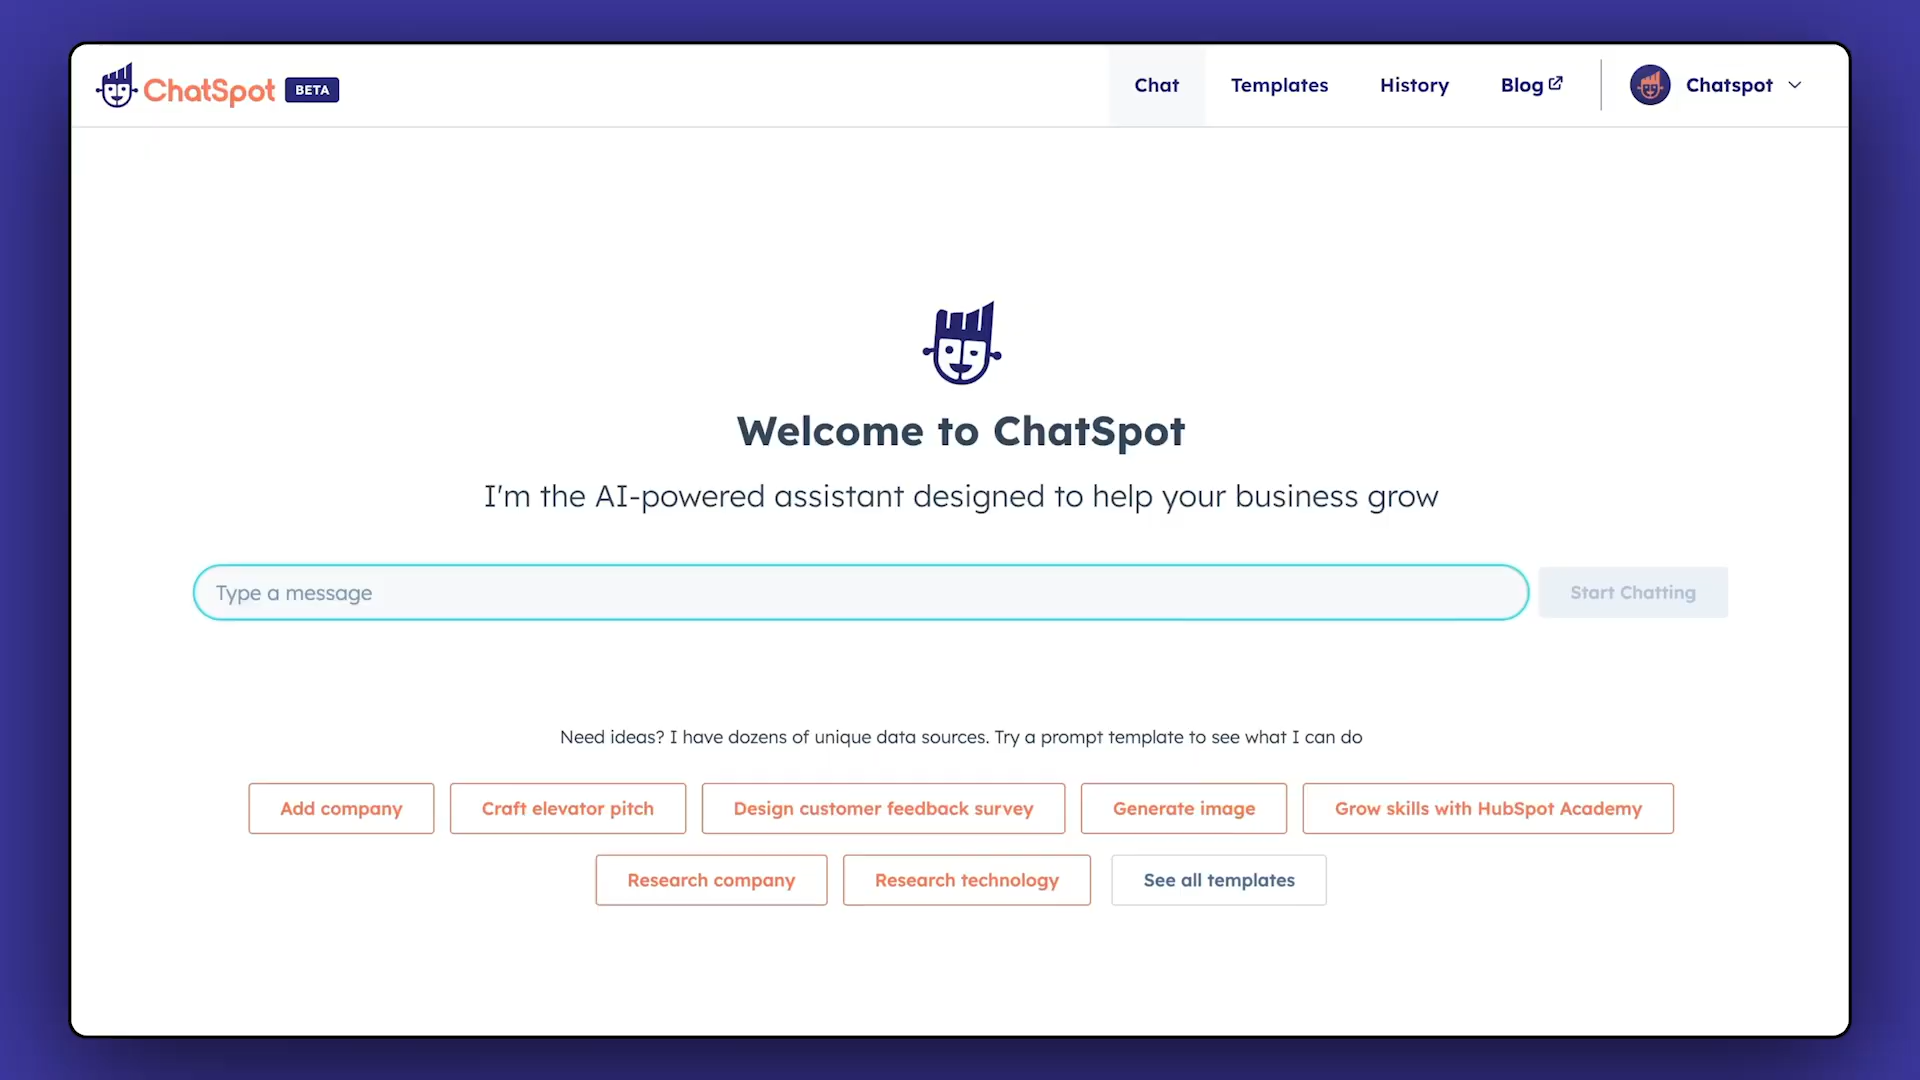 ChatSpot BETA
Chat Templates History Blog Chatspot
Welcome to ChatSpot
I'm the AI-powered assistant designed to help your business grow
Type a message Start Chatting
Need ideas? I have dozens of unique data sources. Try a prompt template to see what I can do
Add company Craft elevator pitch Design customer feedback survey Generate image Grow skills with HubSpot Academy
Research company Research technology See all templates